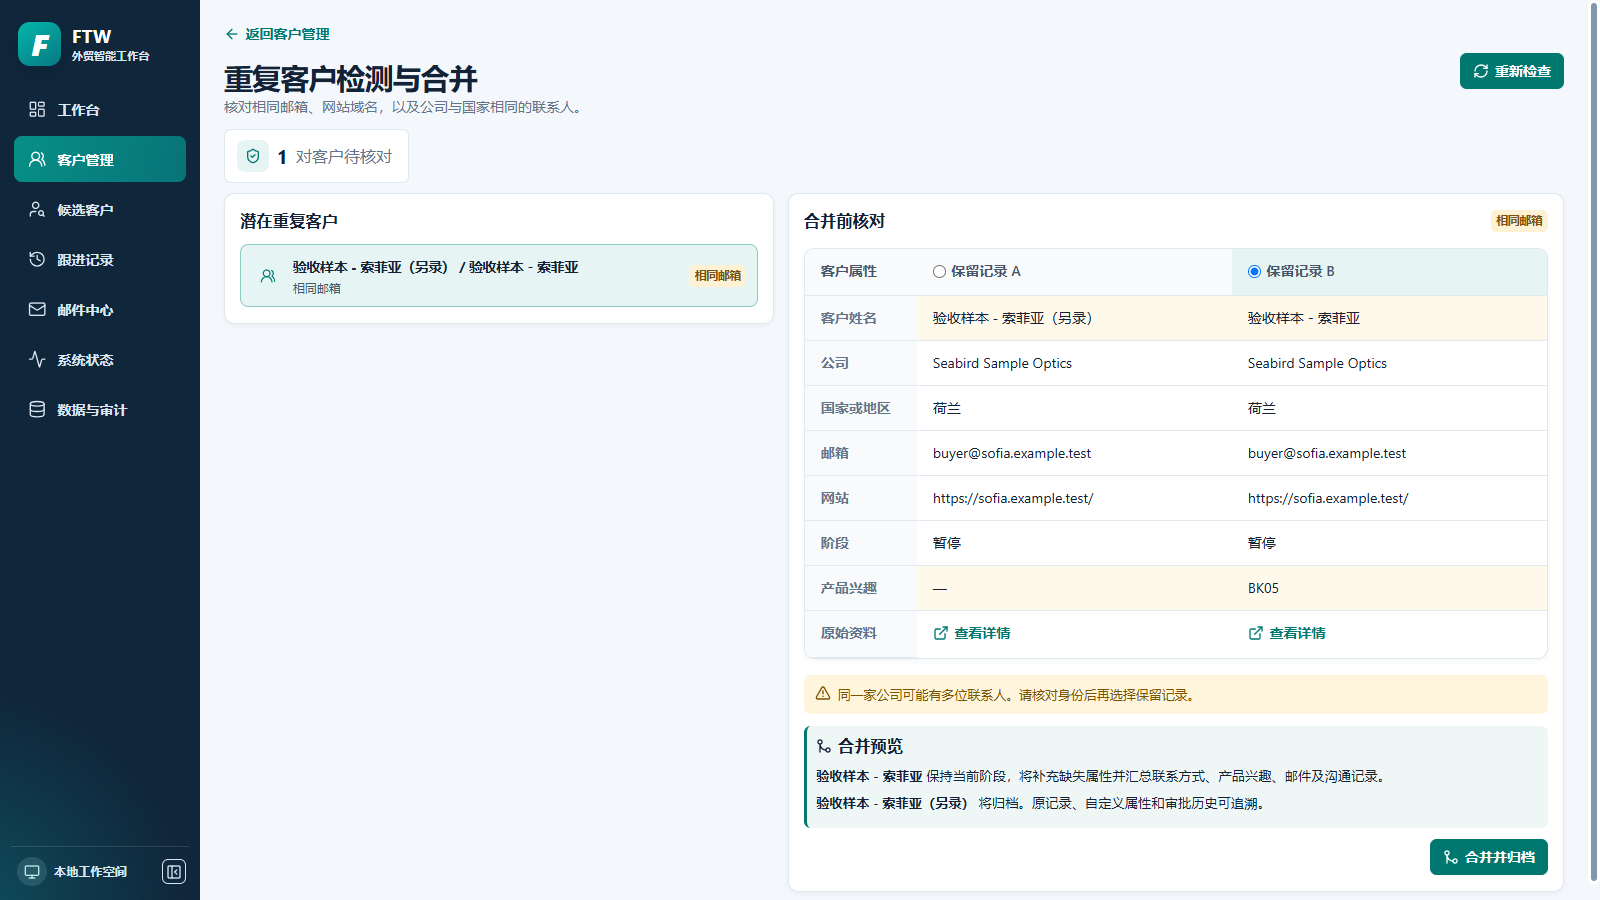 FTW
外贸智能工作台
工作台
客户管理
候选客户
跟进记录
邮件中心
系统状态
数据与审计
本地工作空间
返回客户管理
重复客户检测与合并
核对相同邮箱、网站域名，以及公司与国家相同的联系人。
重新检查
1 对客户待核对
潜在重复客户
验收样本 - 索菲亚（另录） / 验收样本 - 索菲亚
相同邮箱
相同邮箱
合并前核对
相同邮箱
客户属性 保留记录 A 保留记录 B
客户姓名 验收样本 - 索菲亚（另录） 验收样本 - 索菲亚
公司 Seabird Sample Optics Seabird Sample Optics
国家或地区 荷兰 荷兰
邮箱 buyer@sofia.example.test buyer@sofia.example.test
网站 https://sofia.example.test/ https://sofia.example.test/
阶段 暂停 暂停
产品兴趣 — BK05
原始资料 查看详情 查看详情
同一家公司可能有多位联系人。请核对身份后再选择保留记录。
合并预览
验收样本 - 索菲亚 保持当前阶段，将补充缺失属性并汇总联系方式、产品兴趣、邮件及沟通记录。
验收样本 - 索菲亚（另录） 将归档。原记录、自定义属性和审批历史可追溯。
合并并归档